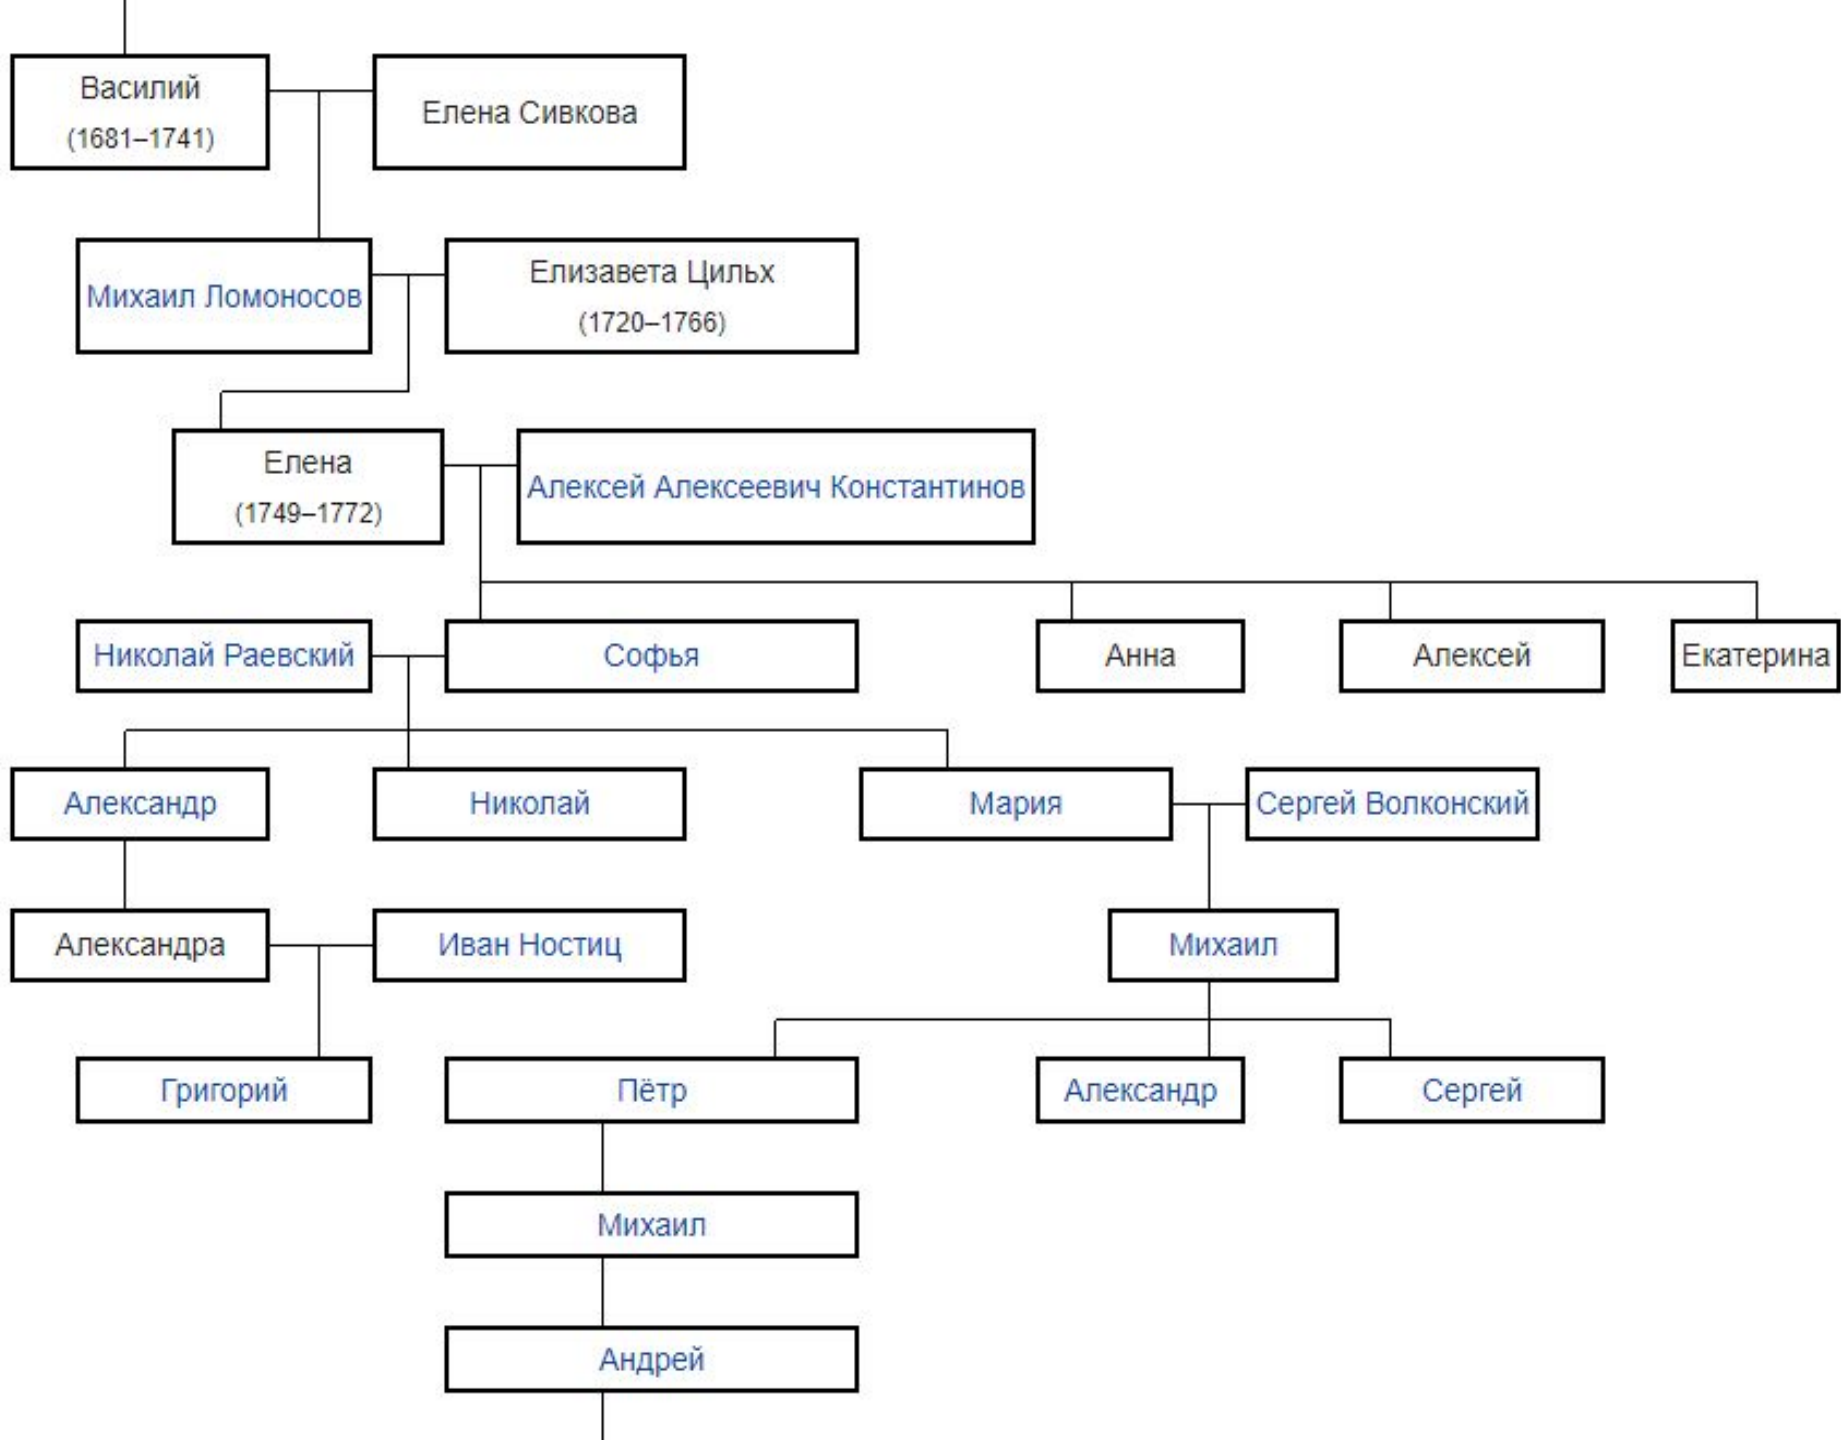 Василий
(1681–1741)
Елена Сивкова
Михаил Ломоносов
Елизавета Цильх
(1720–1766)
Елена
(1749–1772)
Алексей Алексеевич Константинов
Николай Раевский
Софья
Анна
Алексей
Екатерина
Александр
Николай
Мария
Сергей Волконский
Александра
Иван Ностиц
Михаил
Григорий
Пётр
Александр
Сергей
Михаил
Андрей